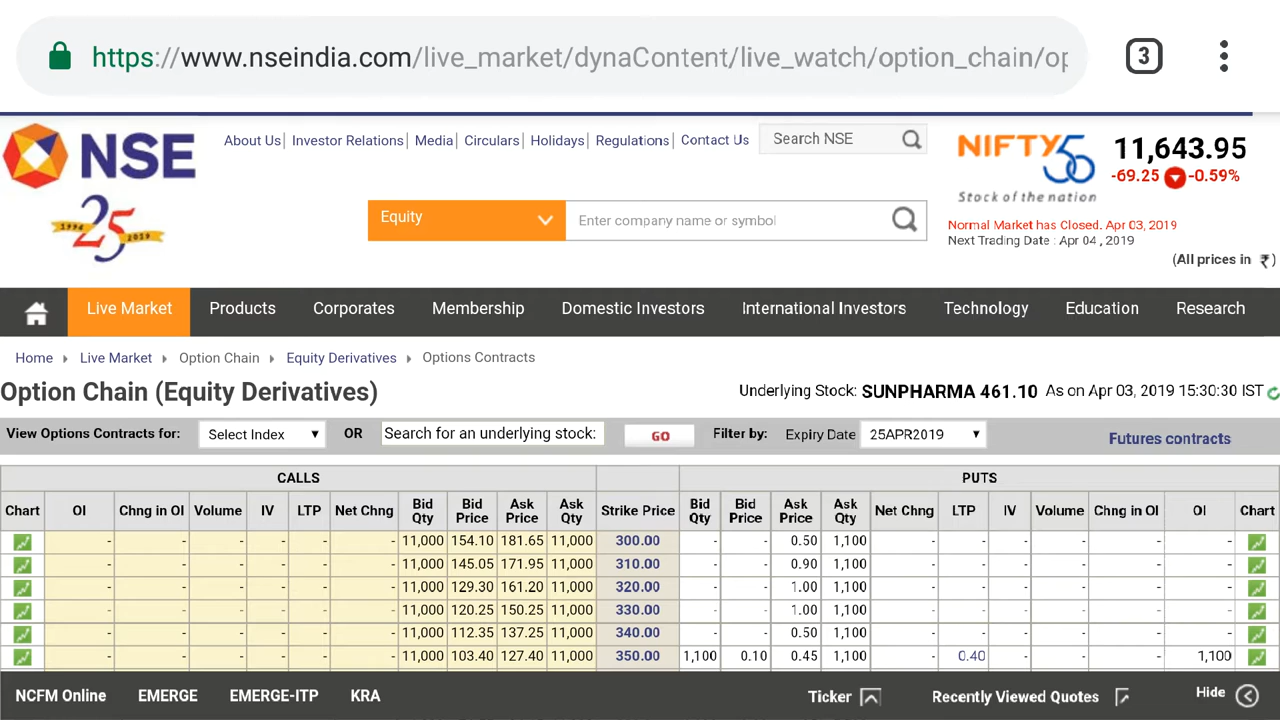 https://www.nseindia.com/live_market/dynaContent/live_watch/option_chain/op
3
NSE
1994 25 2019
About Us| Investor Relations| Media| Circulars| Holidays| Regulations| Contact Us
Search NSE
Equity
Enter company name or symbol
NIFTY50
Stock of the nation
11,643.95
-69.25 -0.59%
Normal Market has Closed. Apr 03, 2019
Next Trading Date : Apr 04 , 2019
(All prices in ₹)
Live Market Products Corporates Membership Domestic Investors International Investors Technology Education Research
Home Live Market Option Chain Equity Derivatives Options Contracts
Option Chain (Equity Derivatives)
Underlying Stock: SUNPHARMA 461.10 As on Apr 03, 2019 15:30:30 IST
View Options Contracts for: Select Index OR Search for an underlying stock: GO Filter by: Expiry Date 25APR2019 Futures contracts
CALLS PUTS
Chart OI Chng in OI Volume IV LTP Net Chng Bid Qty Bid Price Ask Price Ask Qty Strike Price Bid Qty Bid Price Ask Price Ask Qty Net Chng LTP IV Volume Chng in OI OI Chart
- - - - - - 11,000 154.10 181.65 11,000 300.00 - - 0.50 1,100 - - - - - -
- - - - - - 11,000 145.05 171.95 11,000 310.00 - - 0.90 1,100 - - - - - -
- - - - - - 11,000 129.30 161.20 11,000 320.00 - - 1.00 1,100 - - - - - -
- - - - - - 11,000 120.25 150.25 11,000 330.00 - - 1.00 1,100 - - - - - -
- - - - - - 11,000 112.35 137.25 11,000 340.00 - - 0.50 1,100 - - - - - -
- - - - - - 11,000 103.40 127.40 11,000 350.00 1,100 0.10 0.45 1,100 - 0.40 - - - 1,100
NCFM Online EMERGE EMERGE-ITP KRA Ticker Recently Viewed Quotes Hide